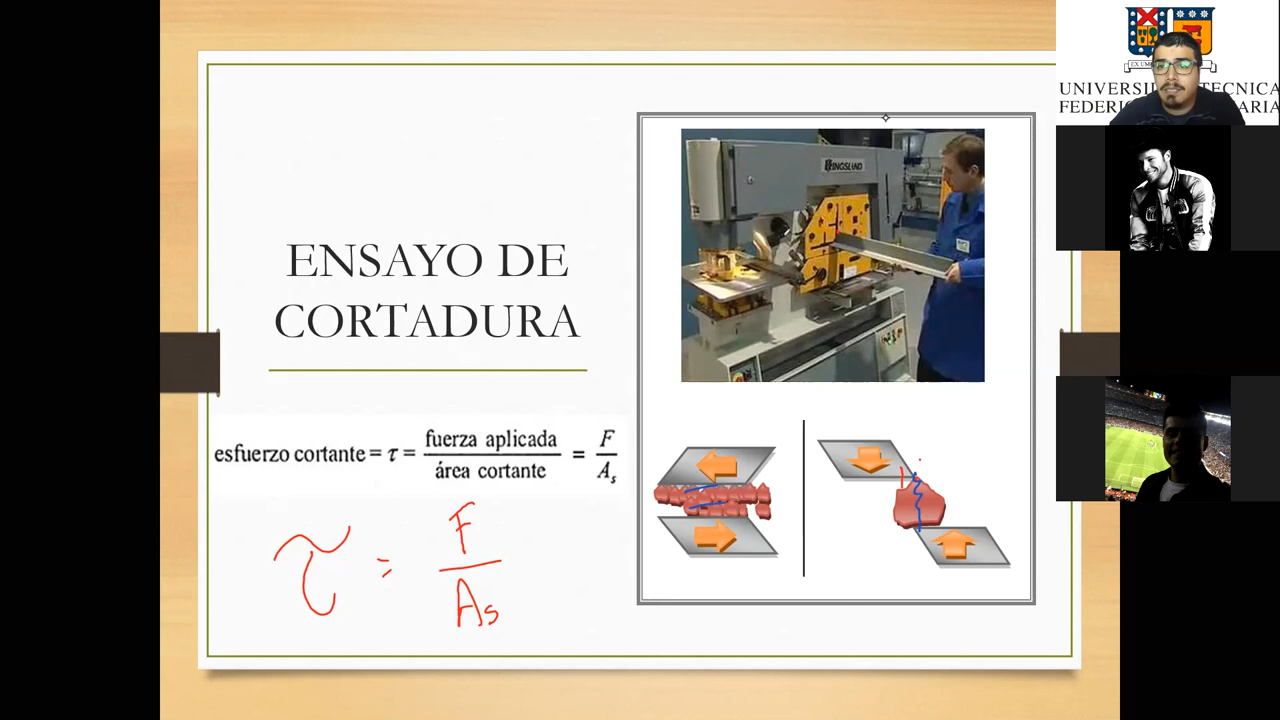 ENSAYO DE
CORTADURA
esfuerzo cortante = τ = fuerza aplicada / área cortante = F / As
τ = F / As
KINGSLAND
UNIVERSI TECNICA
FEDERIC ARIA